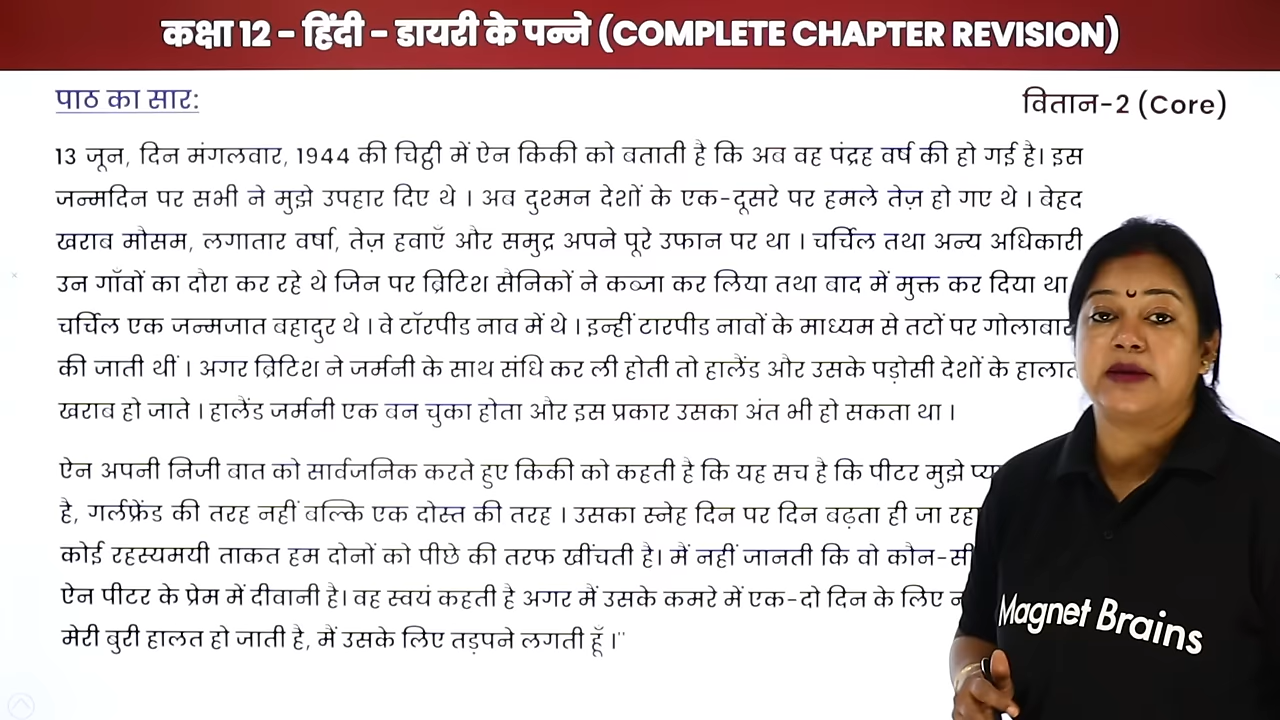 कक्षा 12 - हिंदी - डायरी के पन्ने (COMPLETE CHAPTER REVISION)
पाठ का सार:
वितान-2 (Core)
13 जून, दिन मंगलवार, 1944 की चिट्ठी में ऐन किकी को बताती है कि अब वह पंद्रह वर्ष की हो गई है। इस
जन्मदिन पर सभी ने मुझे उपहार दिए थे । अब दुश्मन देशों के एक-दूसरे पर हमले तेज़ हो गए थे । बेहद
खराब मौसम, लगातार वर्षा, तेज़ हवाएँ और समुद्र अपने पूरे उफान पर था । चर्चिल तथा अन्य अधिकारी
उन गाँवों का दौरा कर रहे थे जिन पर ब्रिटिश सैनिकों ने कब्जा कर लिया तथा बाद में मुक्त कर दिया था
चर्चिल एक जन्मजात बहादुर थे । वे टॉरपीड नाव में थे । इन्हीं टारपीड नावों के माध्यम से तटों पर
की जाती थीं । अगर ब्रिटिश ने जर्मनी के साथ संधि कर ली होती तो हालैंड और उसके पड़ोसी देशों के हालात
खराब हो जाते । हालैंड जर्मनी एक बन चुका होता और इस प्रकार उसका अंत भी हो सकता था ।
ऐन अपनी निजी बात को सार्वजनिक करते हुए किकी को कहती है कि यह सच है कि पीटर मुझे
है, गर्लफ्रेंड की तरह नहीं बल्कि एक दोस्त की तरह । उसका स्नेह दिन पर दिन बढ़ता ही जा रहा
कोई रहस्यमयी ताकत हम दोनों को पीछे की तरफ खींचती है। मैं नहीं जानती कि वो कौन-सी
ऐन पीटर के प्रेम में दीवानी है। वह स्वयं कहती है अगर मैं उसके कमरे में एक-दो दिन के लिए
मेरी बुरी हालत हो जाती है, मैं उसके लिए तड़पने लगती हूँ ।"
Magnet Brains